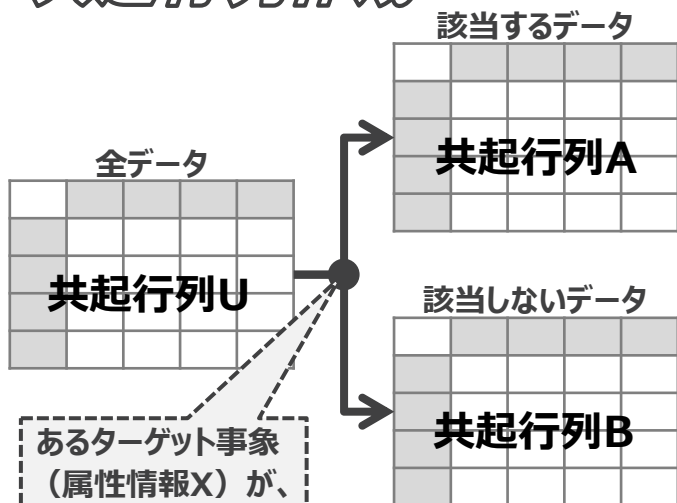 該当するデータ
共起行列A
全データ
共起行列U
該当しないデータ
共起行列B
あるターゲット事象
（属性情報X）が、